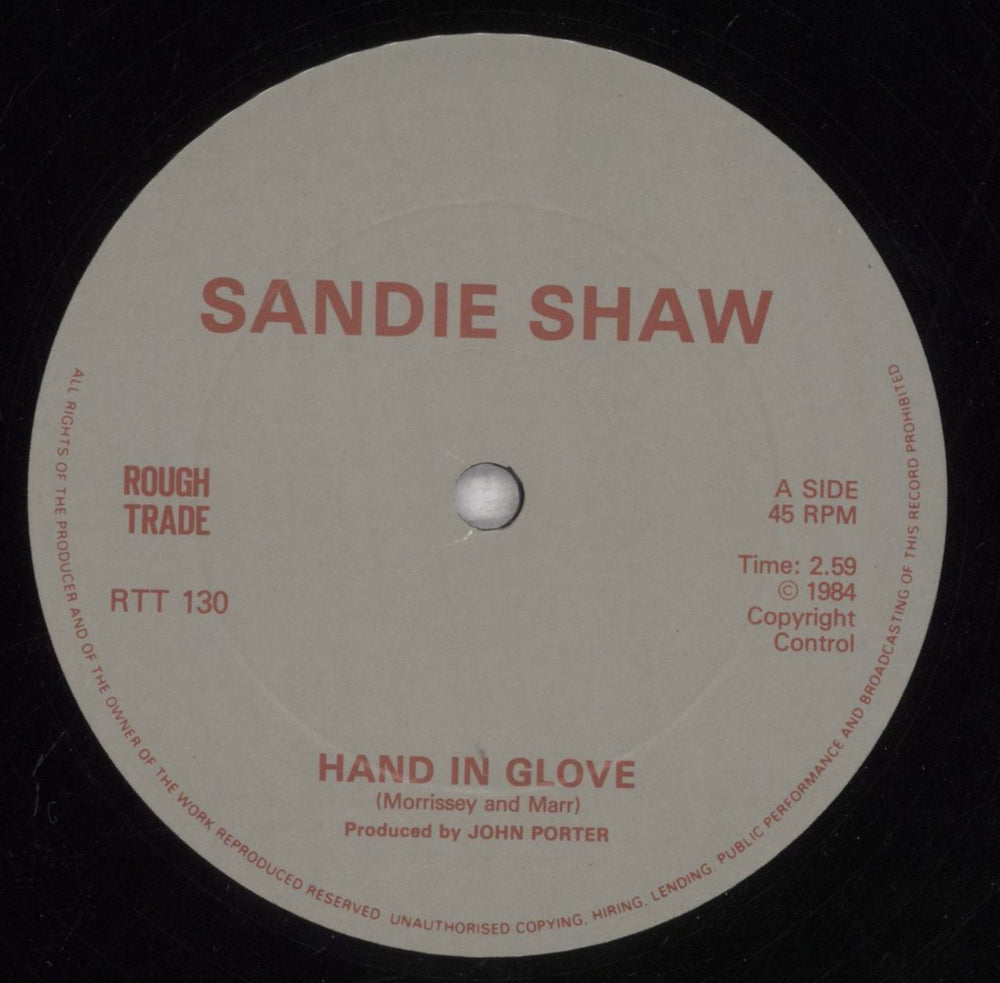 SANDIE SHAW
ROUGH
TRADE
RTT 130
A SIDE
45 RPM
Time: 2.59
© 1984
Copyright
Control
HAND IN GLOVE
(Morrissey and Marr)
Produced by JOHN PORTER
ALL RIGHTS OF THE PRODUCER AND OF THE OWNER OF THE WORK REPRODUCED RESERVED UNAUTHORISED COPYING. HIRING. LENDING. PUBLIC PERFORMANCE AND BROADCASTING OF THIS RECORD PROHIBITED